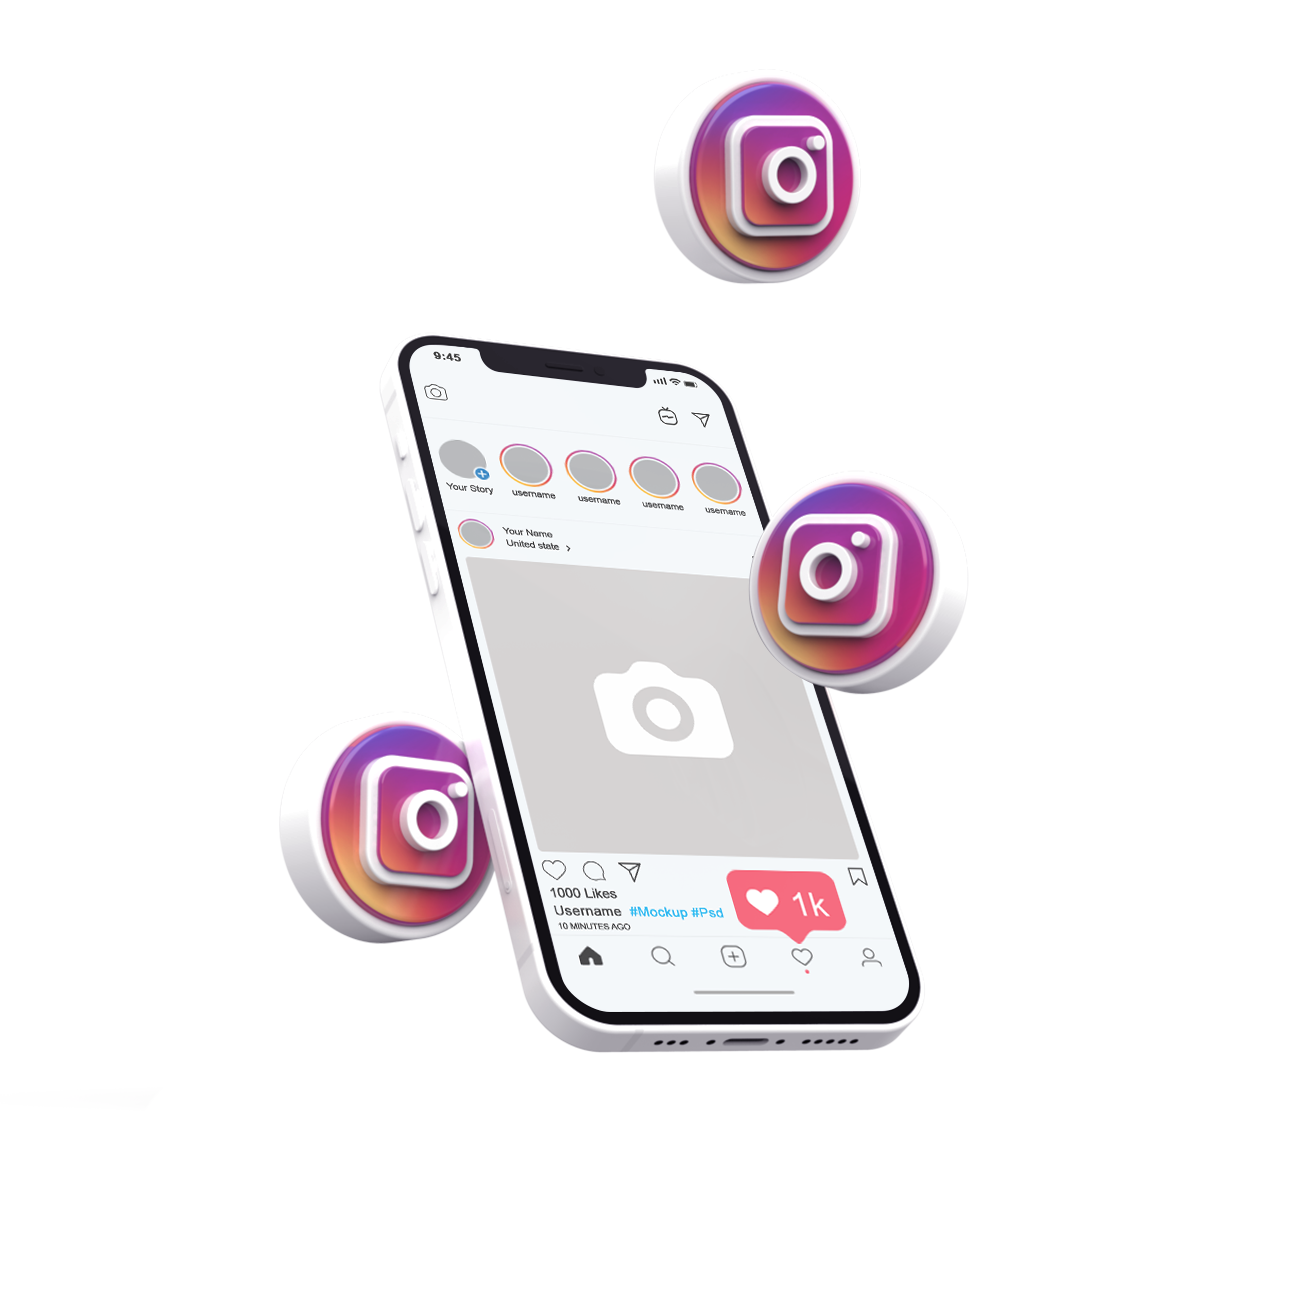 9:45
Your Story
username
username
username
username
Your Name
United state
1000 Likes
Username #Mockup #Psd
1k
10 MINUTES AGO